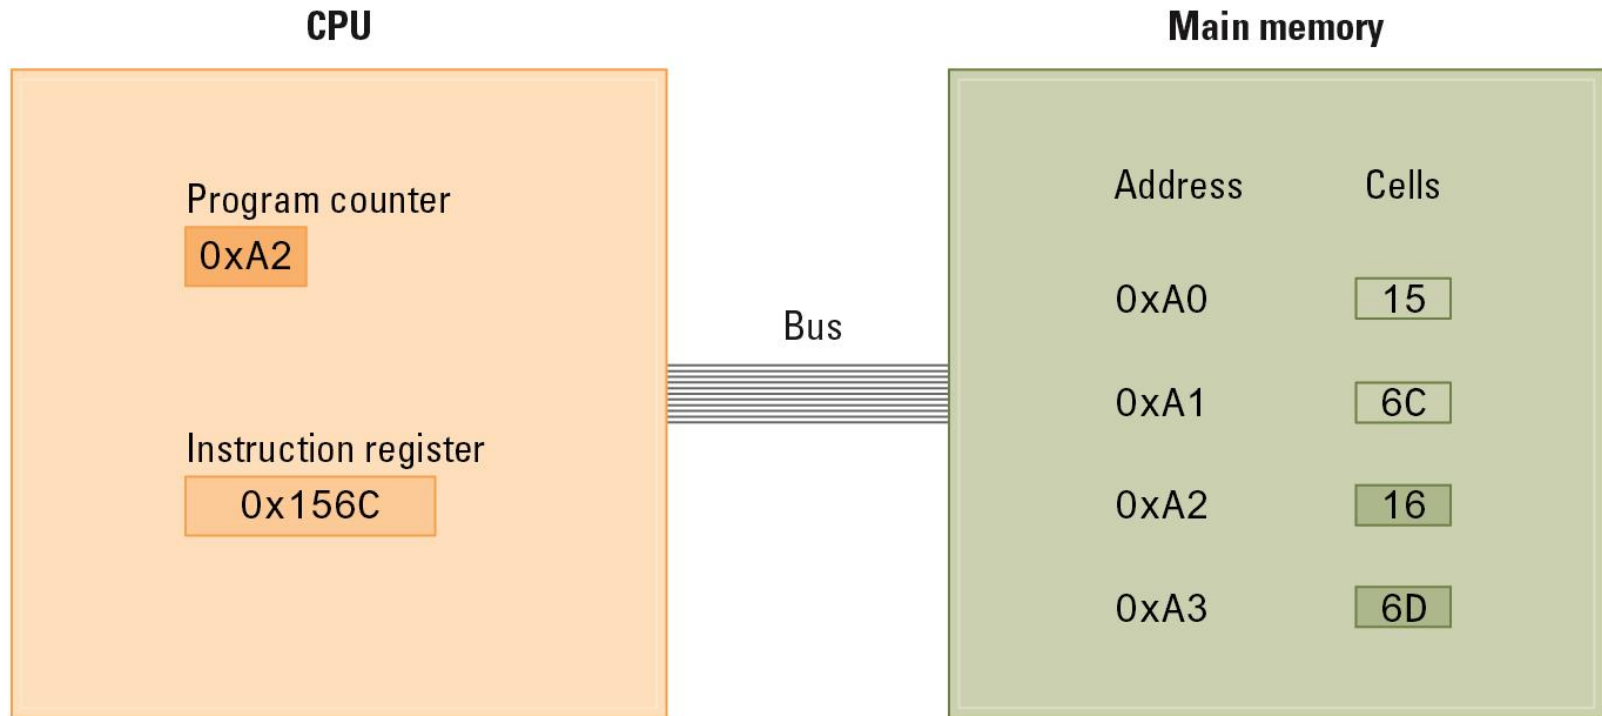 CPU
Main memory
Program counter
0xA2
Instruction register
0x156C
Bus
Address Cells
0xA0 15
0xA1 6C
0xA2 16
0xA3 6D